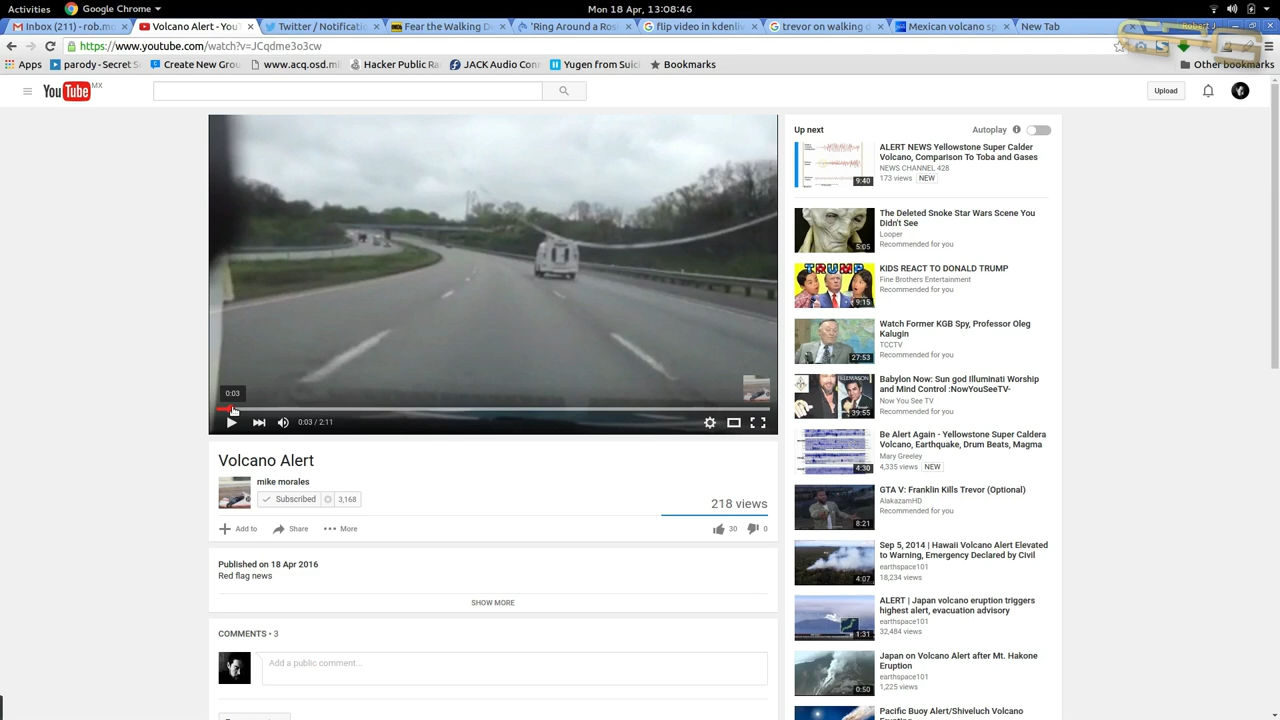 Activities
Google Chrome
Mon 18 Apr, 13:08:46
Inbox (211) - rob.m
Volcano Alert - YouT
Twitter / Notificatio
Fear the Walking D
'Ring Around a Ros
flip video in kdenliv
trevor on walking d
Mexican volcano sp
New Tab
https://www.youtube.com/watch?v=JCqdme3o3cw
Apps
parody - Secret S
Create New Grou
www.acq.osd.mil
Hacker Public Ra
JACK Audio Conn
Yugen from Suici
Bookmarks
Other bookmarks
YouTube MX
Upload
0:03
0:03 / 2:11
Volcano Alert
mike morales
Subscribed 3,168
218 views
Add to
Share
More
30
0
Published on 18 Apr 2016
Red flag news
SHOW MORE
COMMENTS • 3
Add a public comment...
Up next
Autoplay
ALERT NEWS Yellowstone Super Calder
Volcano, Comparison To Toba and Gases
NEWS CHANNEL 428
173 views NEW
9:40
The Deleted Snoke Star Wars Scene You
Didn't See
Looper
Recommended for you
5:05
TRUMP
KIDS REACT TO DONALD TRUMP
Fine Brothers Entertainment
Recommended for you
9:15
Watch Former KGB Spy, Professor Oleg
Kalugin
TCCTV
Recommended for you
27:53
Babylon Now: Sun god Illuminati Worship
and Mind Control :NowYouSeeTV-
Now You See TV
Recommended for you
39:55
Be Alert Again - Yellowstone Super Caldera
Volcano, Earthquake, Drum Beats, Magma
Mary Greeley
4,335 views NEW
4:30
GTA V: Franklin Kills Trevor (Optional)
AlakazamHD
Recommended for you
8:21
Sep 5, 2014 | Hawaii Volcano Alert Elevated
to Warning, Emergency Declared by Civil
earthspace101
18,234 views
4:07
ALERT | Japan volcano eruption triggers
highest alert, evacuation advisory
earthspace101
32,484 views
1:31
Japan on Volcano Alert after Mt. Hakone
Eruption
earthspace101
1,225 views
0:50
Pacific Buoy Alert/Shiveluch Volcano